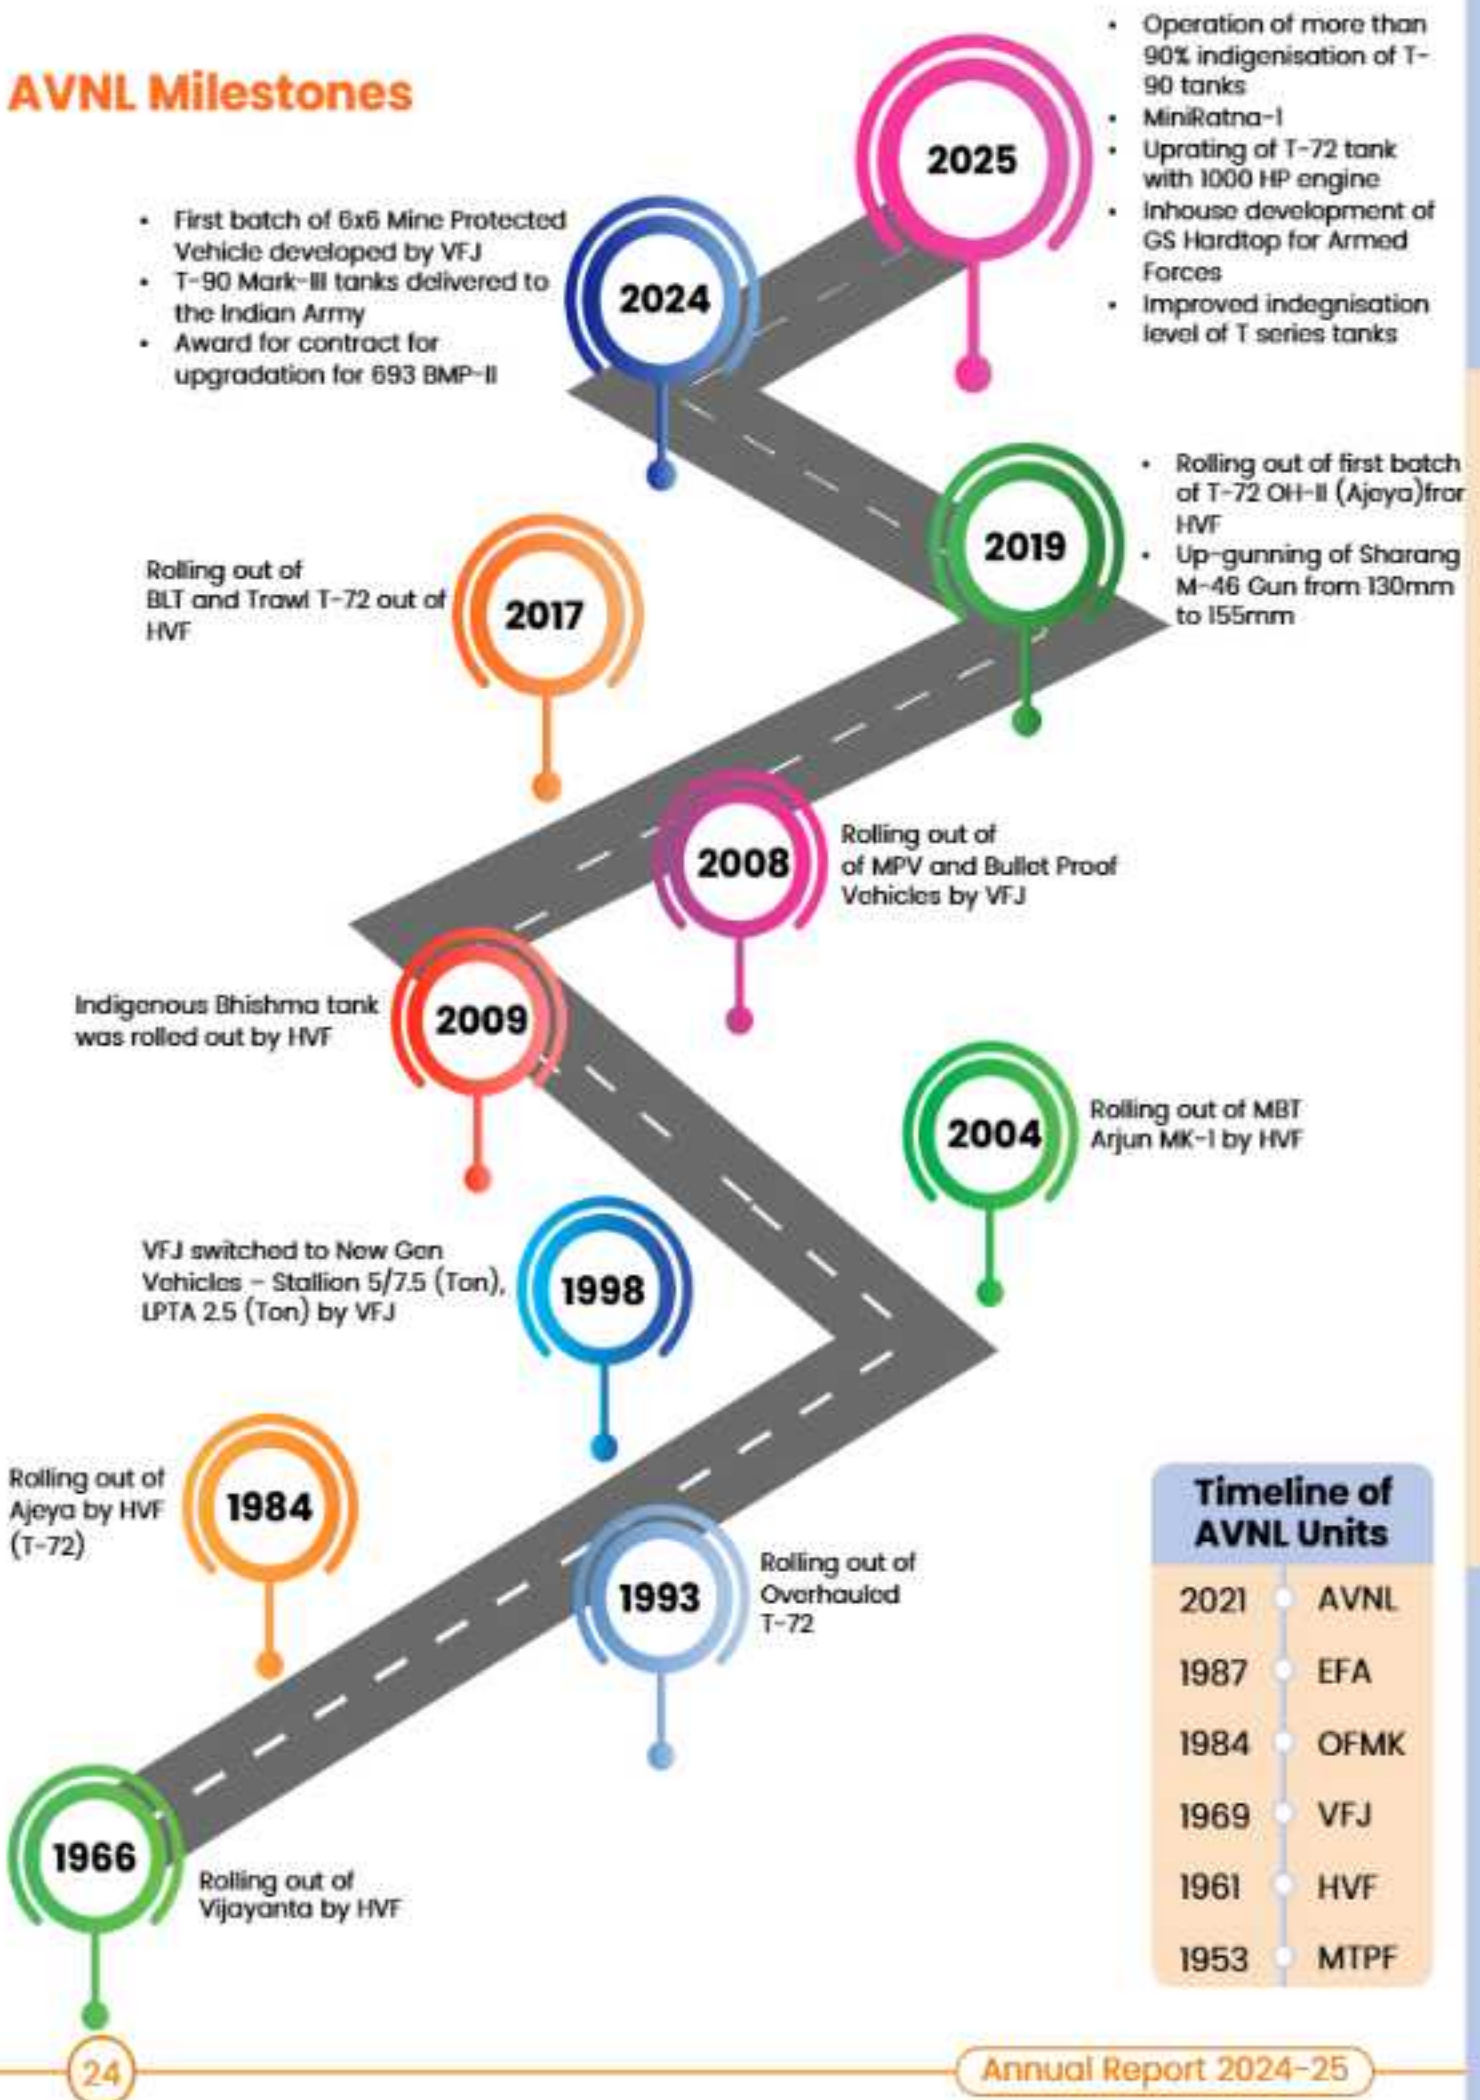 AVNL Milestones
2025
• Operation of more than
90% indigenisation of T-
90 tanks
• MiniRatna-I
• Uprating of T-72 tank
with 1000 HP engine
• Inhouse development of
GS Hardtop for Armed
Forces
• Improved indegnisation
level of T series tanks
• First batch of 6x6 Mine Protected
Vehicle developed by VFJ
• T-90 Mark-III tanks delivered to
the Indian Army
• Award for contract for
upgradation for 693 BMP-II
2024
2019
• Rolling out of first batch
of T-72 OH-II (Ajeya)fror
HVF
• Up-gunning of Sharang
M-46 Gun from 130mm
to 155mm
Rolling out of
BLT and Trawl T-72 out of
HVF
2017
2008
Rolling out of
of MPV and Bullet Proof
Vehicles by VFJ
Indigenous Bhishma tank
was rolled out by HVF
2009
2004
Rolling out of MBT
Arjun MK-I by HVF
VFJ switched to New Gen
Vehicles – Stallion 5/7.5 (Ton),
LPTA 2.5 (Ton) by VFJ
1998
Rolling out of
Ajeya by HVF
(T-72)
1984
1993
Rolling out of
Overhauled
T-72
1966
Rolling out of
Vijayanta by HVF
Timeline of
AVNL Units
2021 AVNL
1987 EFA
1984 OFMK
1969 VFJ
1961 HVF
1953 MTPF
24
Annual Report 2024-25